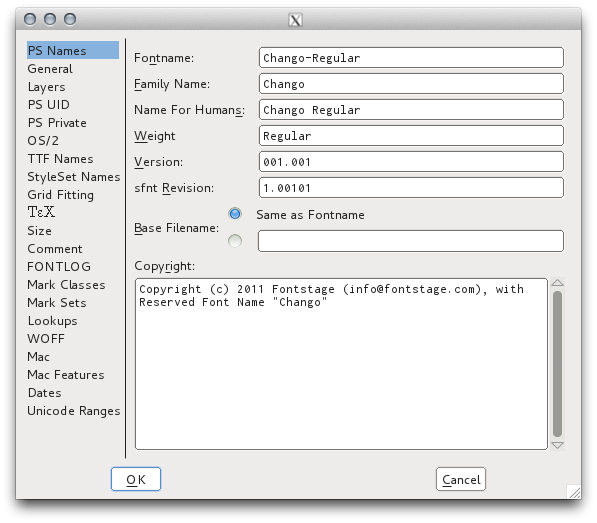 PS Names
General
Layers
PS UID
PS Private
OS/2
TTF Names
StyleSet Names
Grid Fitting
ΤεΧ
Size
Comment
FONTLOG
Mark Classes
Mark Sets
Lookups
WOFF
Mac
Mac Features
Dates
Unicode Ranges
Fontname: Chango-Regular
Family Name: Chango
Name For Humans: Chango Regular
Weight Regular
Version: 001.001
sfnt Revision: 1.00101
Base Filename: Same as Fontname
Copyright:
Copyright (c) 2011 Fontstage (info@fontstage.com), with
Reserved Font Name "Chango"
OK Cancel